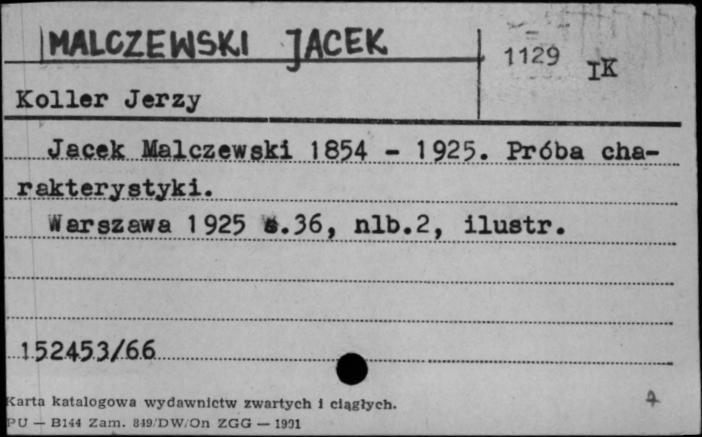 MALCZEWSKI JACEK
1129 IK
Koller Jerzy
Jacek Malczewski 1854 - 1925. Próba cha-
rakterystyki.
Warszawa 1925 s.36, nlb.2, ilustr.
152453/66
Karta katalogowa wydawnictw zwartych i ciągłych.
PU — B144 Zam. 849/DW/On ZGG — 1991